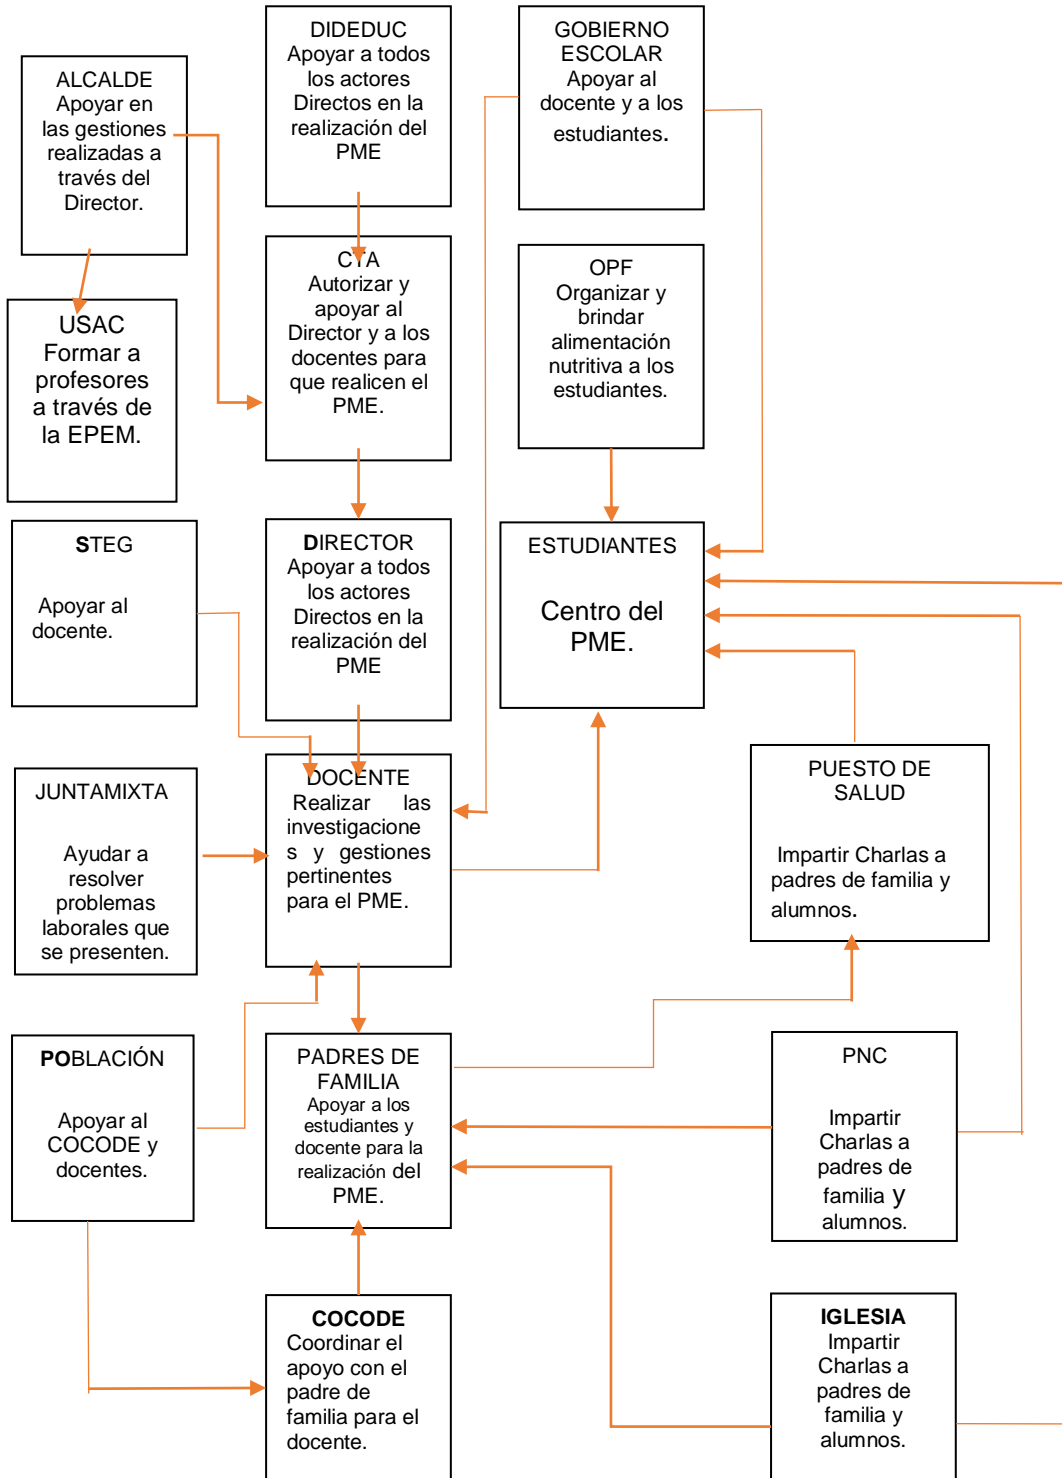 DIDEDUC
Apoyar a todos
los actores
Directos en la
realización del
PME
GOBIERNO
ESCOLAR
Apoyar al
docente y a los
estudiantes.
ALCALDE
Apoyar en
las gestiones
realizadas a
través del
Director.
CTA
Autorizar y
apoyar al
Director y a los
docentes para
que realicen el
PME.
OPF
Organizar y
brindar
alimentación
nutritiva a los
estudiantes.
USAC
Formar a
profesores
a través de
la EPEM.
STEG
Apoyar al
docente.
DIRECTOR
Apoyar a todos
los actores
Directos en la
realización del
PME
ESTUDIANTES
Centro del
PME.
JUNTAMIXTA
Ayudar a
resolver
problemas
laborales que
se presenten.
DOCENTE
Realizar las
investigacione
s y gestiones
pertinentes
para el PME.
PUESTO DE
SALUD
Impartir Charlas a
padres de familia y
alumnos.
POBLACIÓN
Apoyar al
COCODE y
docentes.
PADRES DE
FAMILIA
Apoyar a los
estudiantes y
docente para la
realización del
PME.
PNC
Impartir
Charlas a
padres de
familia y
alumnos.
COCODE
Coordinar el
apoyo con el
padre de
familia para el
docente.
IGLESIA
Impartir
Charlas a
padres de
familia y
alumnos.